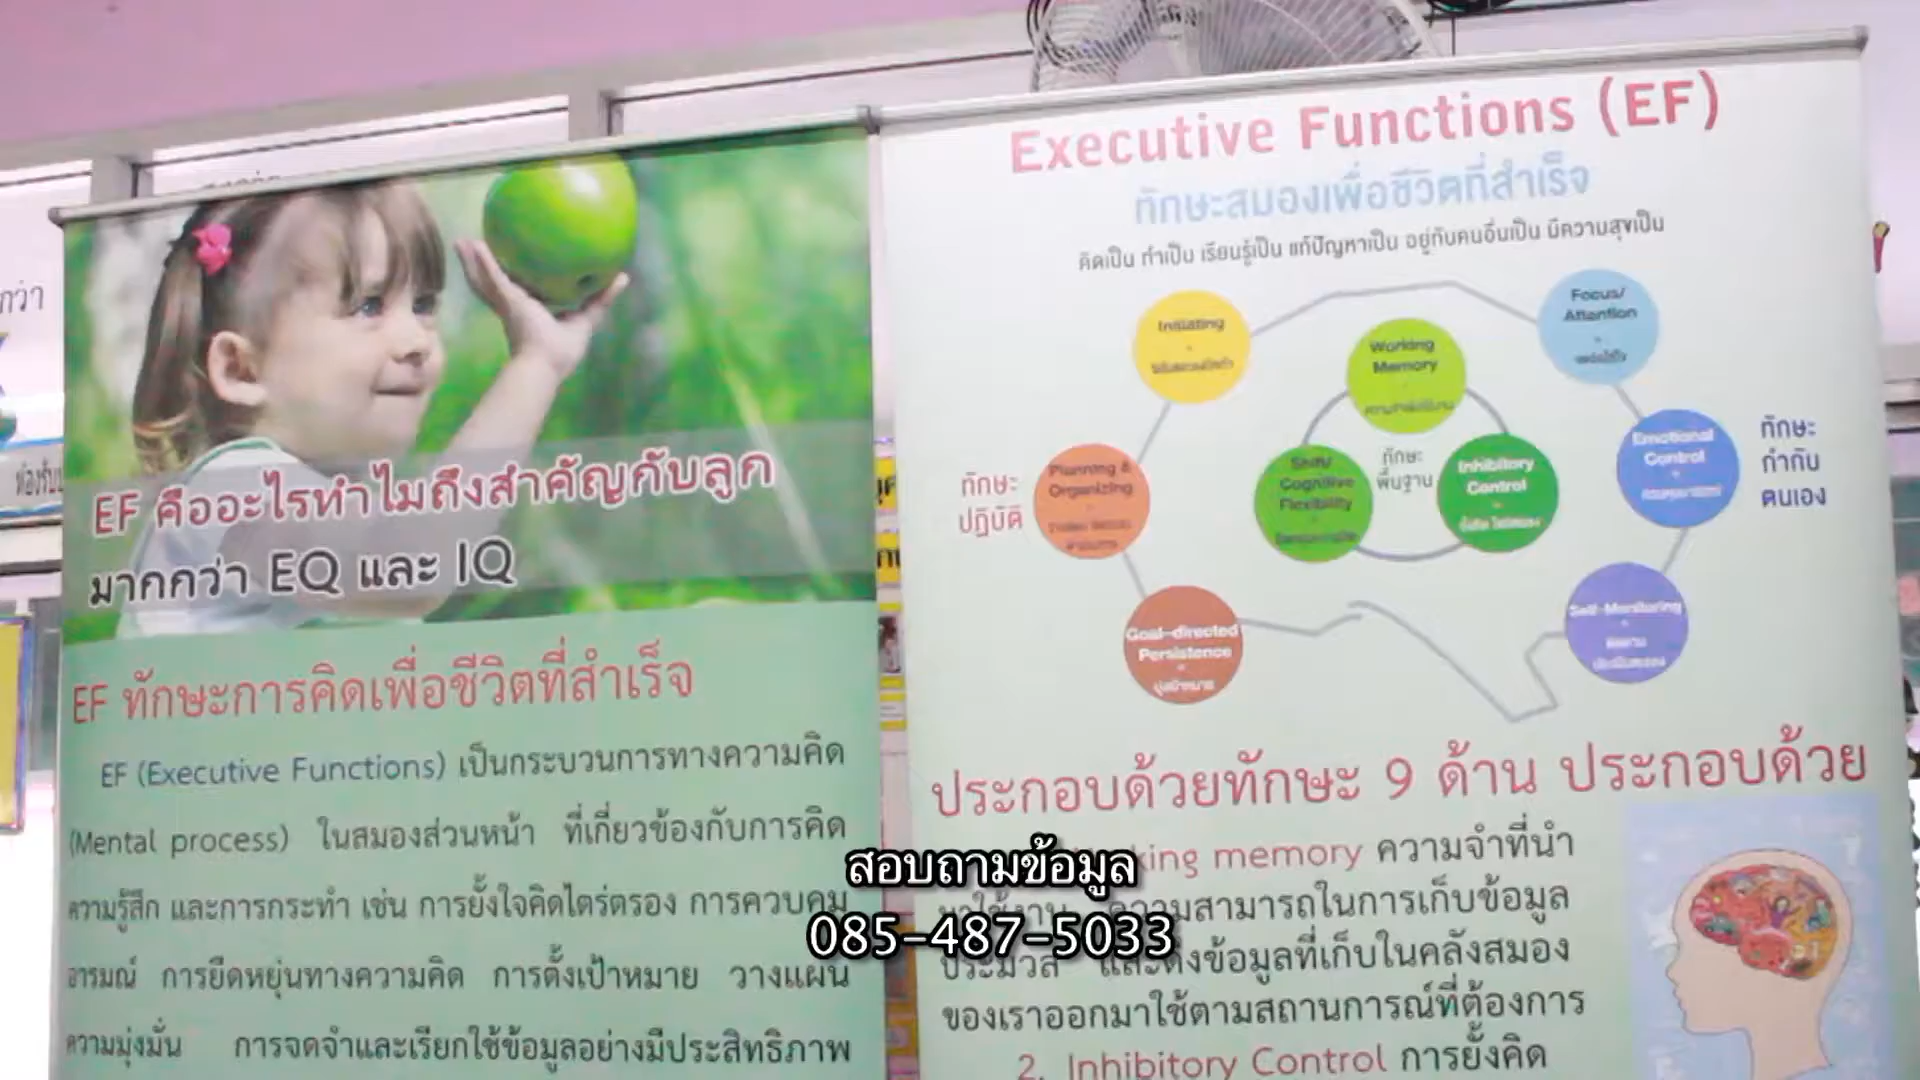 EF คืออะไรทำไมถึงสำคัญกับลูก
มากกว่า EQ และ IQ
EF ทักษะการคิดเพื่อชีวิตที่สำเร็จ
EF (Executive Functions) เป็นกระบวนการทางความคิด
(Mental process) ในสมองส่วนหน้า ที่เกี่ยวข้องกับการคิด
ความรู้สึก และการกระทำ เช่น การยั้งใจคิดไตร่ตรอง การควบคุม
อารมณ์ การยืดหยุ่นทางความคิด การตั้งเป้าหมาย วางแผน
ความมุ่งมั่น การจดจำและเรียกใช้ข้อมูลอย่างมีประสิทธิภาพ
Executive Functions (EF)
ทักษะสมองเพื่อชีวิตที่สำเร็จ
คิดเป็น ทำเป็น เรียนรู้เป็น แก้ปัญหาเป็น อยู่กับคนอื่นเป็น มีความสุขเป็น
Initiating
Focus/
Attention
Working
Memory
Planning &
Organizing
Shift/
Cognitive
Flexibility
ทักษะ
พื้นฐาน
Inhibitory
Control
Emotional
Control
ทักษะ
ปฏิบัติ
ทักษะ
กำกับ
ตนเอง
Goal-directed
Persistence
Self-Monitoring
ประกอบด้วยทักษะ 9 ด้าน ประกอบด้วย
king memory ความจำที่นำ
ความสามารถในการเก็บข้อมูล
และดึงข้อมูลที่เก็บในคลังสมอง
ของเราออกมาใช้ตามสถานการณ์ที่ต้องการ
2. Inhibitory Control การยั้งคิด
สอบถามข้อมูล
085-487-5033
กว่า